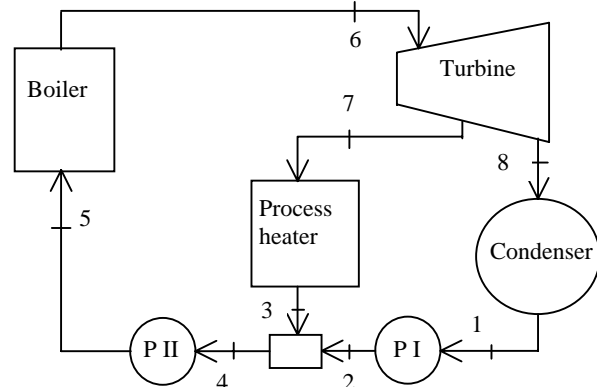 6
Turbine
Boiler
7
8
Process
heater
5
Condenser
3
1
P II
P I
4
2